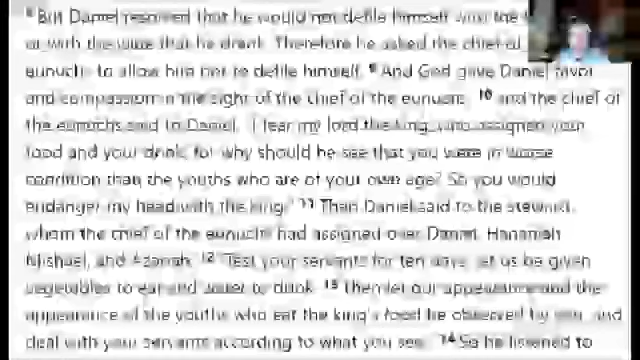 8 But Daniel resolved that he would not defile himself with the
or with the wine that he drank. Therefore he asked the chief of
eunuchs to allow him not to defile himself. 9 And God gave Daniel favor
and compassion in the sight of the chief of the eunuchs, 10 and the chief of
the eunuchs said to Daniel, "I fear my lord the king, who assigned your
food and your drink; for why should he see that you were in worse
condition than the youths who are of your own age? So you would
endanger my head with the king." 11 Then Daniel said to the steward
whom the chief of the eunuchs had assigned over Daniel, Hananiah,
Mishael, and Azariah, 12 "Test your servants for ten days; let us be given
vegetables to eat and water to drink. 13 Then let our appearance and the
appearance of the youths who eat the king's food be observed by you, and
deal with your servants according to what you see." 14 So he listened to